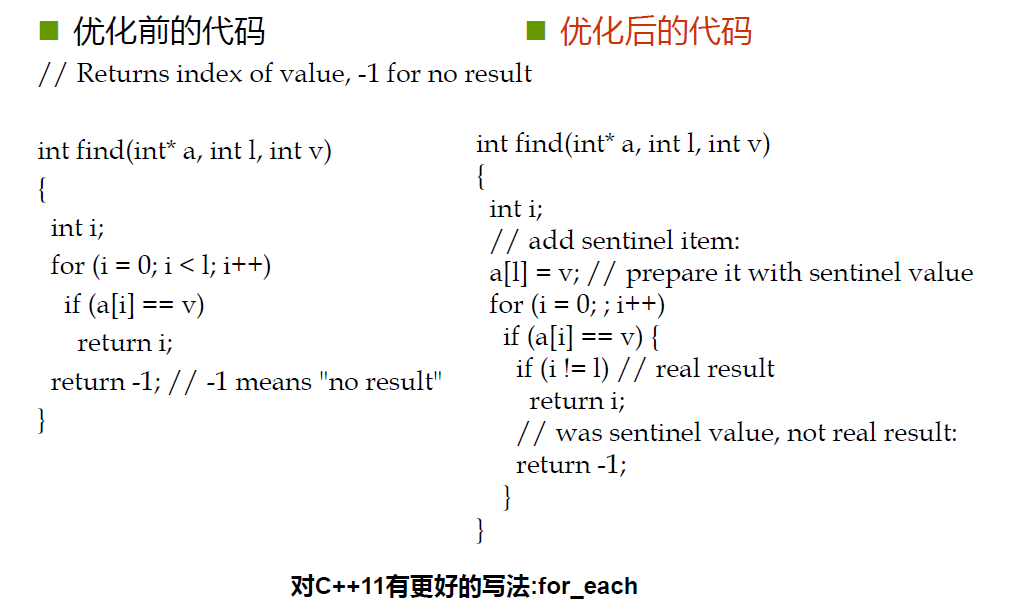 优化前的代码
// Returns index of value, -1 for no result
int find(int* a, int l, int v)
{
int i;
for (i = 0; i < l; i++)
if (a[i] == v)
return i;
return -1; // -1 means "no result"
}
优化后的代码
int find(int* a, int l, int v)
{
int i;
// add sentinel item:
a[l] = v; // prepare it with sentinel value
for (i = 0; ; i++)
if (a[i] == v) {
if (i != l) // real result
return i;
// was sentinel value, not real result:
return -1;
}
}
对C++11有更好的写法:for_each